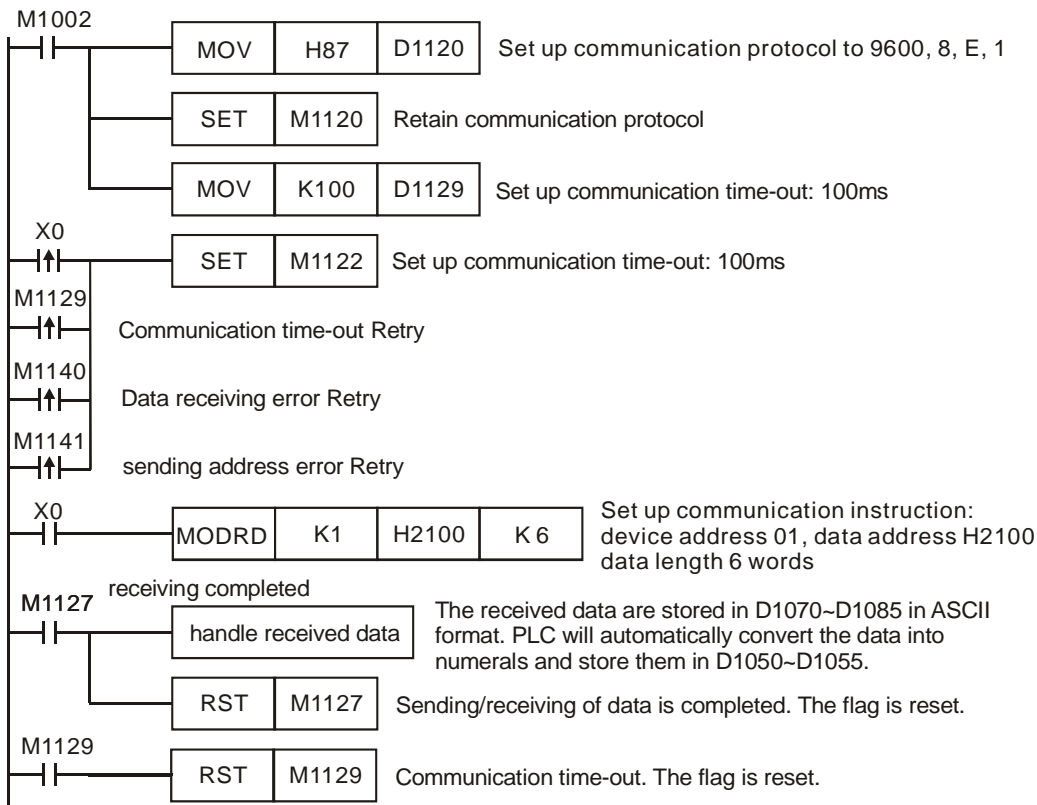 M1002
MOV H87 D1120 Set up communication protocol to 9600, 8, E, 1
SET M1120 Retain communication protocol
MOV K100 D1129 Set up communication time-out: 100ms
X0
SET M1122 Set up communication time-out: 100ms
M1129
Communication time-out Retry
M1140
Data receiving error Retry
M1141
sending address error Retry
X0
MODRD K1 H2100 K 6
Set up communication instruction:
device address 01, data address H2100
data length 6 words
receiving completed
M1127
handle received data
The received data are stored in D1070~D1085 in ASCII
format. PLC will automatically convert the data into
numerals and store them in D1050~D1055.
RST M1127 Sending/receiving of data is completed. The flag is reset.
M1129
RST M1129 Communication time-out. The flag is reset.